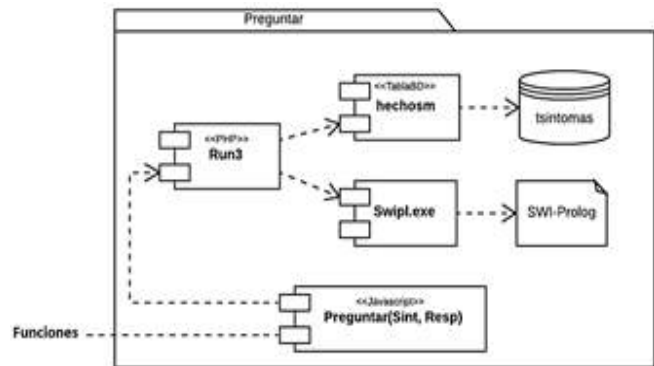 Preguntar
<<TablaBD>>
hechosm
tsintomas
<<PHP>>
Run3
Swipl.exe
SWI-Prolog
<<Javascript>>
Preguntar(Sint, Resp)
Funciones